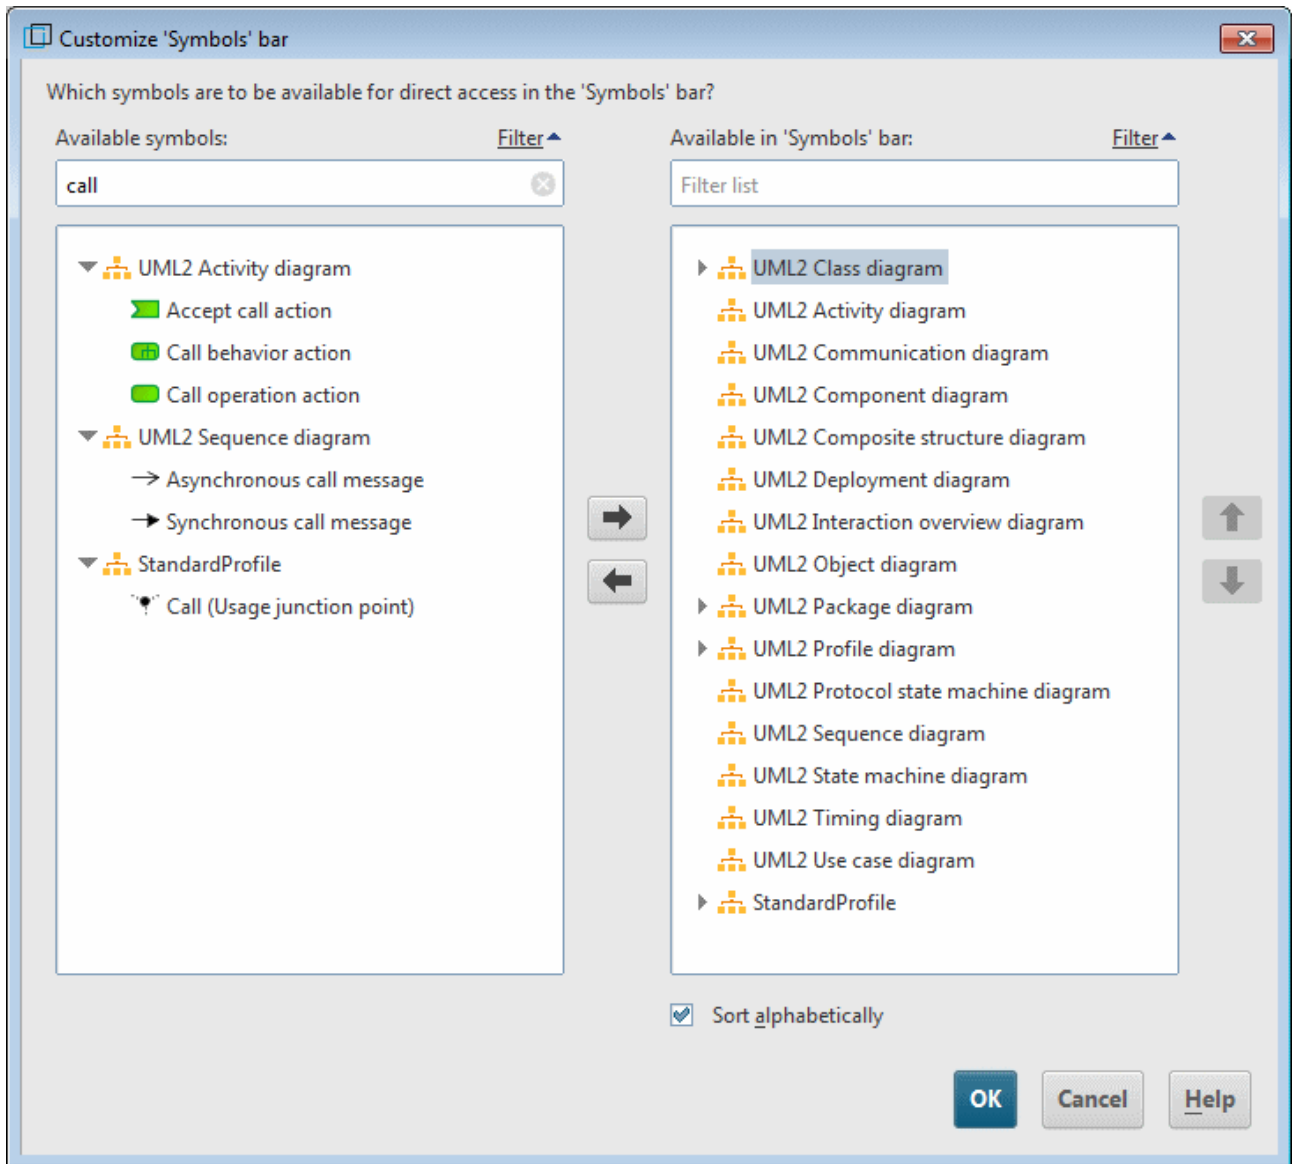 Customize 'Symbols' bar
Which symbols are to be available for direct access in the 'Symbols' bar?
Available symbols:
Filter
call
UML2 Activity diagram
Accept call action
Call behavior action
Call operation action
UML2 Sequence diagram
Asynchronous call message
Synchronous call message
StandardProfile
Call (Usage junction point)
Available in 'Symbols' bar:
Filter
Filter list
UML2 Class diagram
UML2 Activity diagram
UML2 Communication diagram
UML2 Component diagram
UML2 Composite structure diagram
UML2 Deployment diagram
UML2 Interaction overview diagram
UML2 Object diagram
UML2 Package diagram
UML2 Profile diagram
UML2 Protocol state machine diagram
UML2 Sequence diagram
UML2 State machine diagram
UML2 Timing diagram
UML2 Use case diagram
StandardProfile
Sort alphabetically
OK
Cancel
Help